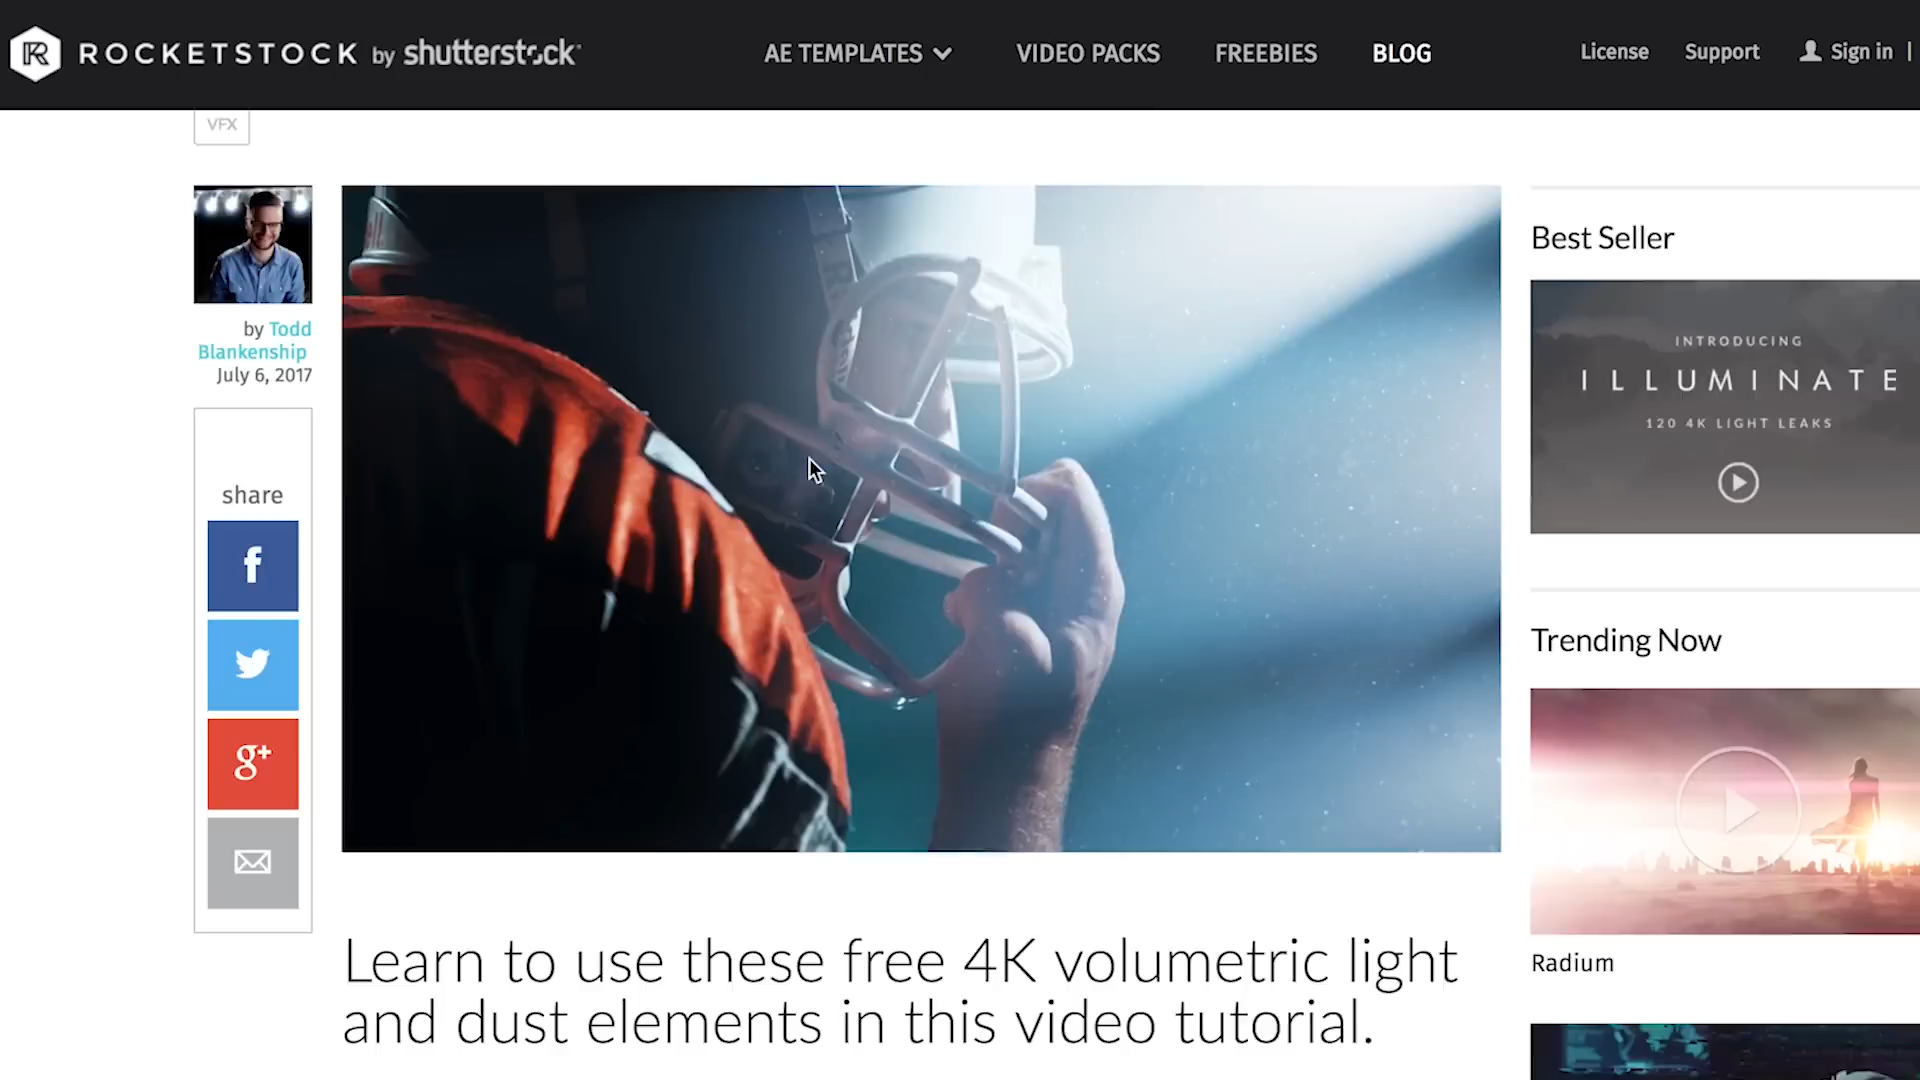 ROCKETSTOCK by shutterstock
AE TEMPLATES
VIDEO PACKS
FREEBIES
BLOG
License
Support
Sign in |
VFX
by Todd
Blankenship
July 6, 2017
share
f
g+
Best Seller
INTRODUCING
ILLUMINATE
120 4K LIGHT LEAKS
Trending Now
Radium
Learn to use these free 4K volumetric light
and dust elements in this video tutorial.